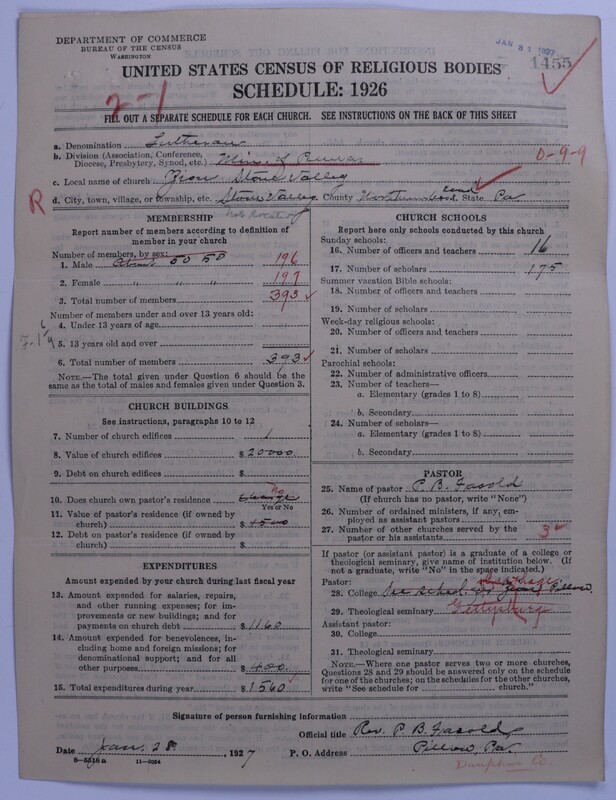 DEPARTMENT OF COMMERCE
BUREAU OF THE CENSUS
WASHINGTON
JAN 31 1927
1455
UNITED STATES CENSUS OF RELIGIOUS BODIES
SCHEDULE: 1926
2-1
FILL OUT A SEPARATE SCHEDULE FOR EACH CHURCH. SEE INSTRUCTIONS ON THE BACK OF THIS SHEET
a. Denomination Lutheran
b. Division (Association, Conference, Diocese, Presbytery, Synod, etc.)
0-9-9
c. Local name of church Zion Stone Valley
d. City, town, village, or township, etc. Stone Valley County Northumberland State Pa
R
MEMBERSHIP
Report number of members according to definition of member in your church
Number of members, by sex:
1. Male About 50 50 196
2. Female " " 197
3. Total number of members 393
Number of members under and over 13 years old:
4. Under 13 years of age
5. 13 years old and over
6. Total number of members 393
NOTE.—The total given under Question 6 should be the same as the total of males and females given under Question 3.
CHURCH BUILDINGS
See instructions, paragraphs 10 to 12
7. Number of church edifices 1
8. Value of church edifices $ 20000
9. Debt on church edifices $
10. Does church own pastor's residence no
Yes or No
11. Value of pastor's residence (if owned by church) $
12. Debt on pastor's residence (if owned by church) $
EXPENDITURES
Amount expended by your church during last fiscal year
13. Amount expended for salaries, repairs, and other running expenses; for improvements or new buildings; and for payments on church debt $ 1160
14. Amount expended for benevolences, including home and foreign missions; for denominational support; and for all other purposes $ 400
15. Total expenditures during year $ 1560
CHURCH SCHOOLS
Report here only schools conducted by this church
Sunday schools:
16. Number of officers and teachers 16
17. Number of scholars 175
Summer vacation Bible schools:
18. Number of officers and teachers
19. Number of scholars
Week-day religious schools:
20. Number of officers and teachers
21. Number of scholars
Parochial schools:
22. Number of administrative officers
23. Number of teachers—
a. Elementary (grades 1 to 8)
b. Secondary
24. Number of scholars—
a. Elementary (grades 1 to 8)
b. Secondary
PASTOR
25. Name of pastor P. B. Fasold
(If church has no pastor, write "None")
26. Number of ordained ministers, if any, employed as assistant pastors
27. Number of other churches served by the pastor or his assistants 3
If pastor (or assistant pastor) is a graduate of a college or theological seminary, give name of institution below. (If not a graduate, write "No" in the space indicated.)
Pastor:
28. College See sched. Zion Pillow
Carthage
29. Theological seminary Gettysburg
Assistant pastor:
30. College
31. Theological seminary
NOTE.—Where one pastor serves two or more churches, Questions 28 and 29 should be answered only on the schedule for one of the churches; on the schedules for the other churches, write "See schedule for church."
Signature of person furnishing information
Official title Rev. P. B. Fasold
Date Jan. 28, 1927
P. O. Address Pillow, Pa.
Dauphin Co.
8-5516a 11-9054